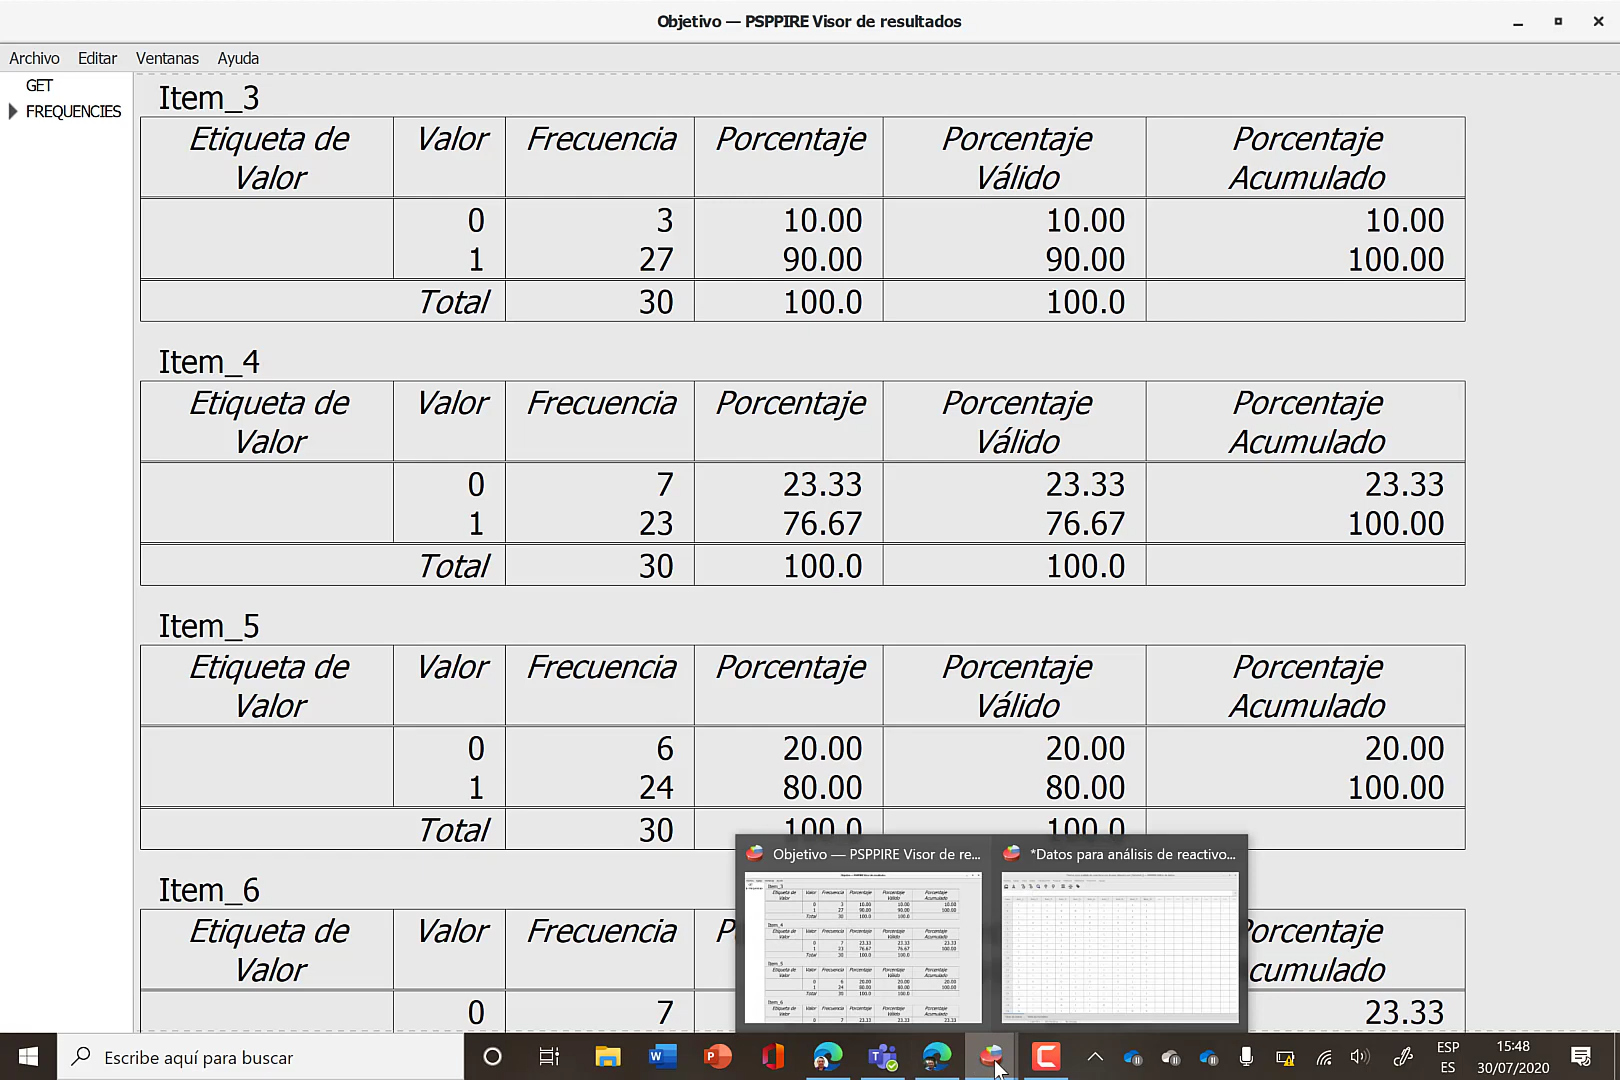 Objetivo — PSPPIRE Visor de resultados
Archivo Editar Ventanas Ayuda
GET
FREQUENCIES
Item_3
Etiqueta de Valor Valor Frecuencia Porcentaje Porcentaje Válido Porcentaje Acumulado
0 3 10.00 10.00 10.00
1 27 90.00 90.00 100.00
Total 30 100.0 100.0
Item_4
Etiqueta de Valor Valor Frecuencia Porcentaje Porcentaje Válido Porcentaje Acumulado
0 7 23.33 23.33 23.33
1 23 76.67 76.67 100.00
Total 30 100.0 100.0
Item_5
Etiqueta de Valor Valor Frecuencia Porcentaje Porcentaje Válido Porcentaje Acumulado
0 6 20.00 20.00 20.00
1 24 80.00 80.00 100.00
Total 30 100.0 100.0
Item_6
Etiqueta de Valor Valor Frecuencia P Porcentaje cumulado
0 7 23.33
Objetivo — PSPPIRE Visor de re...
*Datos para análisis de reactivo...
Escribe aquí para buscar
ESP
ES
15:48
30/07/2020